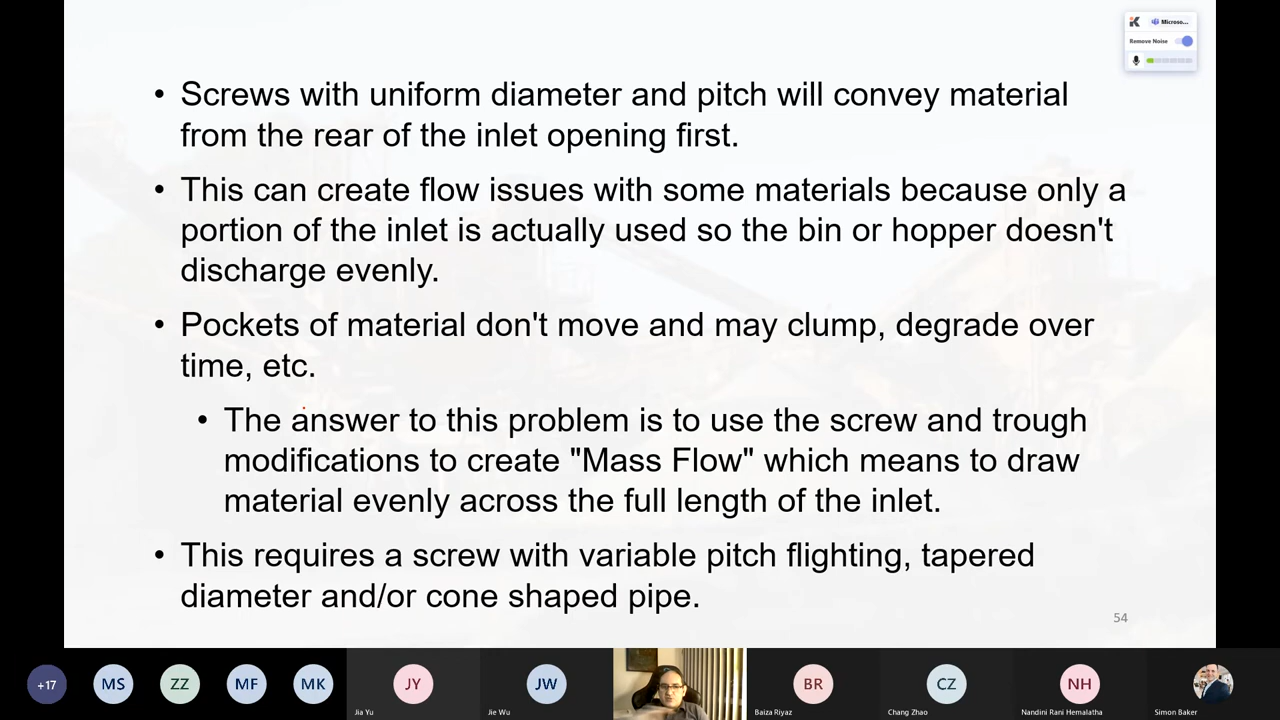 Microso...
Remove Noise
• Screws with uniform diameter and pitch will convey material
from the rear of the inlet opening first.
• This can create flow issues with some materials because only a
portion of the inlet is actually used so the bin or hopper doesn't
discharge evenly.
• Pockets of material don't move and may clump, degrade over
time, etc.
• The answer to this problem is to use the screw and trough
modifications to create "Mass Flow" which means to draw
material evenly across the full length of the inlet.
• This requires a screw with variable pitch flighting, tapered
diameter and/or cone shaped pipe.
54
+17
MS
ZZ
MF
MK
JY
Jia Yu
JW
Jie Wu
BR
Baiza Riyaz
CZ
Chang Zhao
NH
Nandini Rani Hemalatha
Simon Baker